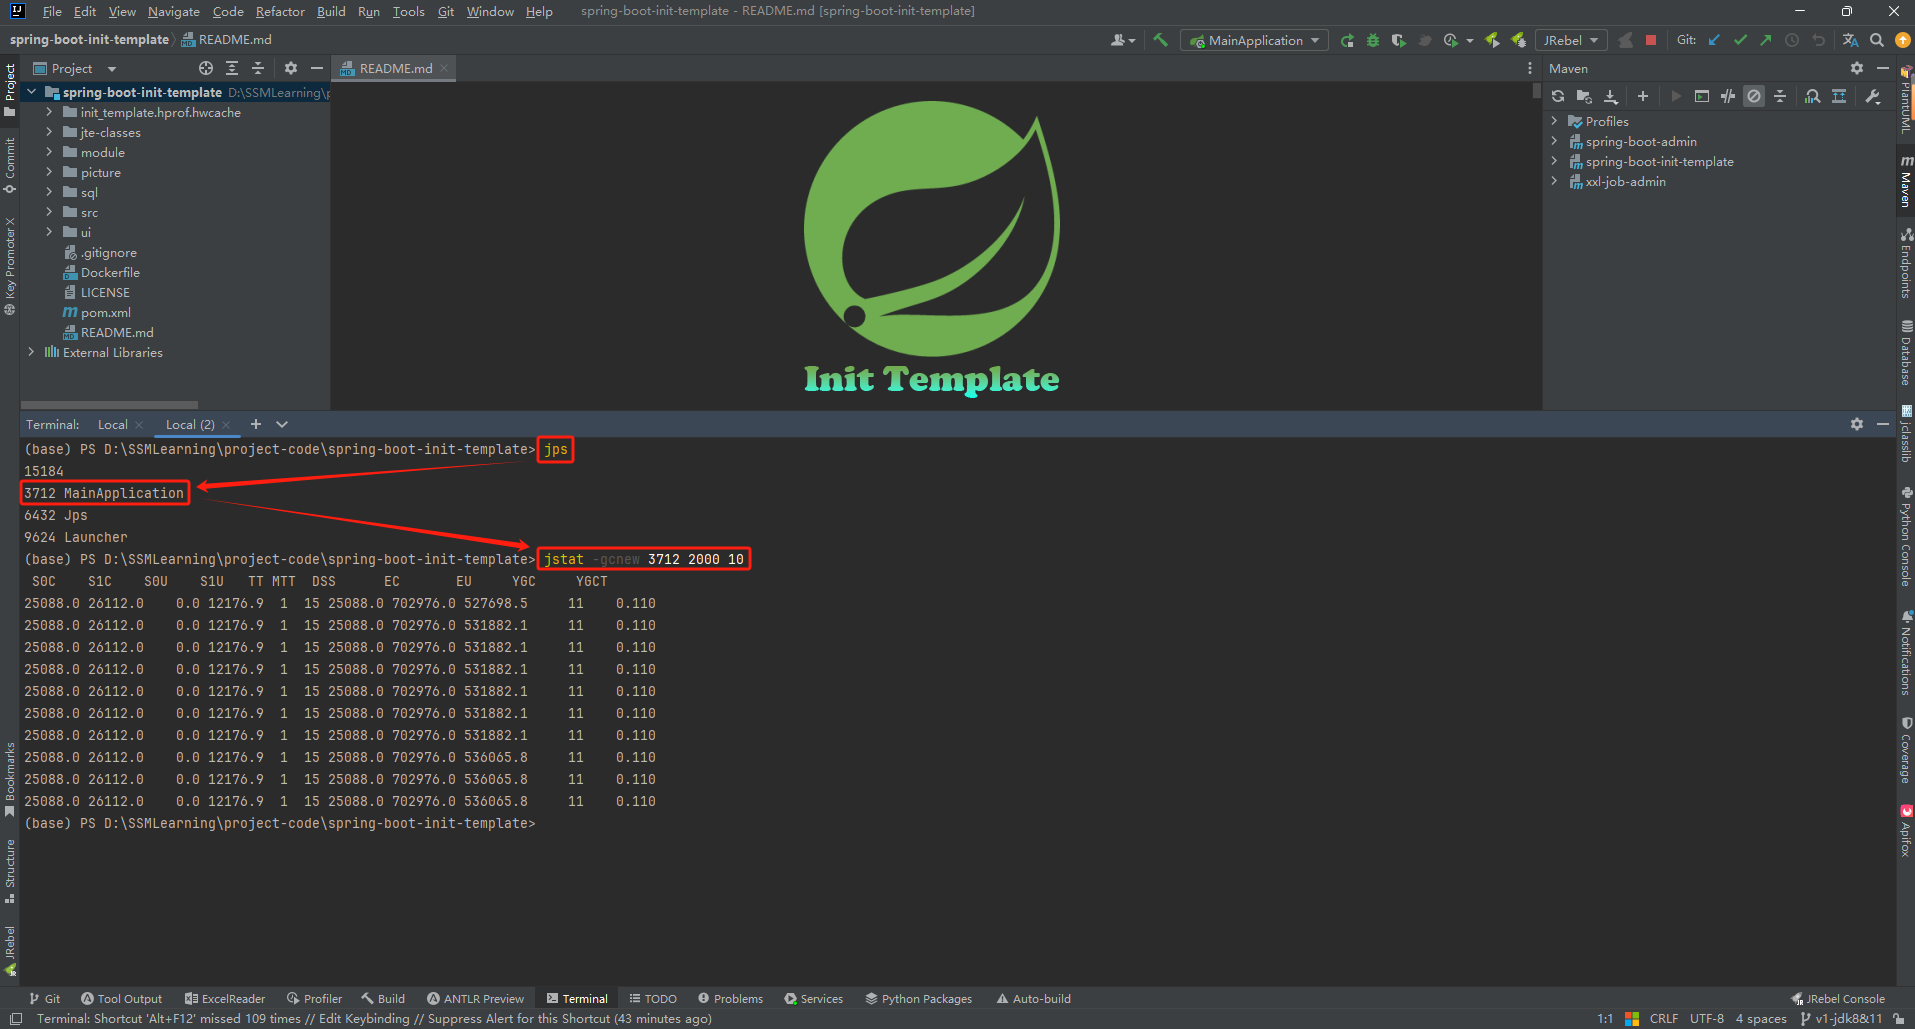 File Edit View Navigate Code Refactor Build Run Tools Git Window Help spring-boot-init-template - README.md [spring-boot-init-template]
spring-boot-init-template README.md MainApplication JRebel Git:
Project README.md Maven
spring-boot-init-template D:\SSMLearning\p
init_template.hprof.hwcache
jte-classes
module
picture
sql
src
ui
.gitignore
Dockerfile
LICENSE
pom.xml
README.md
External Libraries
Init Template
Profiles
spring-boot-admin
spring-boot-init-template
xxl-job-admin
Project
Commit
Key Promoter X
Bookmarks
Structure
JRebel
PlantUML
Maven
Endpoints
Database
jclasslib
Python Console
Notifications
Coverage
Apifox
Terminal: Local Local (2)
(base) PS D:\SSMLearning\project-code\spring-boot-init-template> jps
15184
3712 MainApplication
6432 Jps
9624 Launcher
(base) PS D:\SSMLearning\project-code\spring-boot-init-template> jstat -gcnew 3712 2000 10
S0C S1C S0U S1U TT MTT DSS EC EU YGC YGCT
25088.0 26112.0 0.0 12176.9 1 15 25088.0 702976.0 527698.5 11 0.110
25088.0 26112.0 0.0 12176.9 1 15 25088.0 702976.0 531882.1 11 0.110
25088.0 26112.0 0.0 12176.9 1 15 25088.0 702976.0 531882.1 11 0.110
25088.0 26112.0 0.0 12176.9 1 15 25088.0 702976.0 531882.1 11 0.110
25088.0 26112.0 0.0 12176.9 1 15 25088.0 702976.0 531882.1 11 0.110
25088.0 26112.0 0.0 12176.9 1 15 25088.0 702976.0 531882.1 11 0.110
25088.0 26112.0 0.0 12176.9 1 15 25088.0 702976.0 531882.1 11 0.110
25088.0 26112.0 0.0 12176.9 1 15 25088.0 702976.0 536065.8 11 0.110
25088.0 26112.0 0.0 12176.9 1 15 25088.0 702976.0 536065.8 11 0.110
25088.0 26112.0 0.0 12176.9 1 15 25088.0 702976.0 536065.8 11 0.110
(base) PS D:\SSMLearning\project-code\spring-boot-init-template>
Git Tool Output ExcelReader Profiler Build ANTLR Preview Terminal TODO Problems Services Python Packages Auto-build JRebel Console
Terminal: Shortcut 'Alt+F12' missed 109 times // Edit Keybinding // Suppress Alert for this Shortcut (43 minutes ago) 1:1 CRLF UTF-8 4 spaces v1-jdk8&11